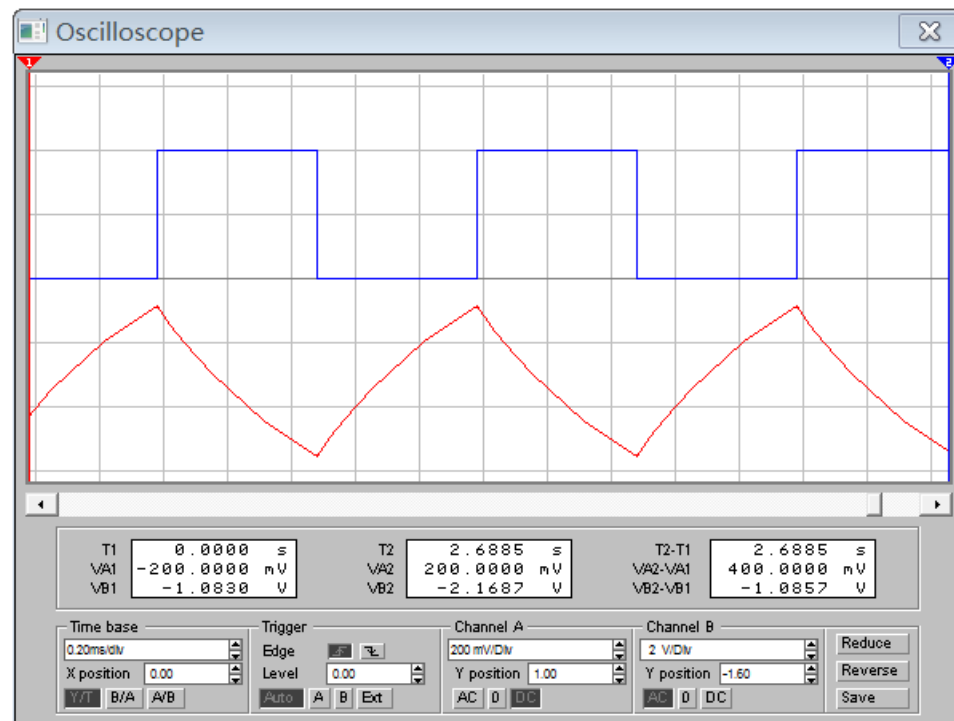 Oscilloscope
1 2
T1 0.0000 s T2 2.6885 s T2-T1 2.6885 s
VA1 -200.0000 mV VA2 200.0000 mV VA2-VA1 400.0000 mV
VB1 -1.0830 V VB2 -2.1687 V VB2-VB1 -1.0857 V
Time base Trigger Channel A Channel B
0.20ms/div Edge 200 mV/Div 2 V/Div Reduce
X position 0.00 Level 0.00 Y position 1.00 Y position -1.60 Reverse
Y/T B/A A/B Auto A B Ext AC 0 DC AC 0 DC Save